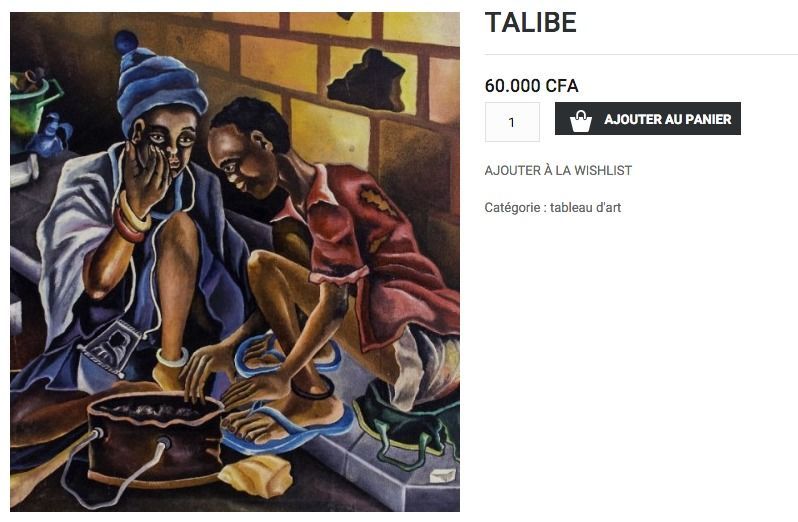 TALIBE
60.000 CFA
1
AJOUTER AU PANIER
AJOUTER À LA WISHLIST
Catégorie : tableau d'art